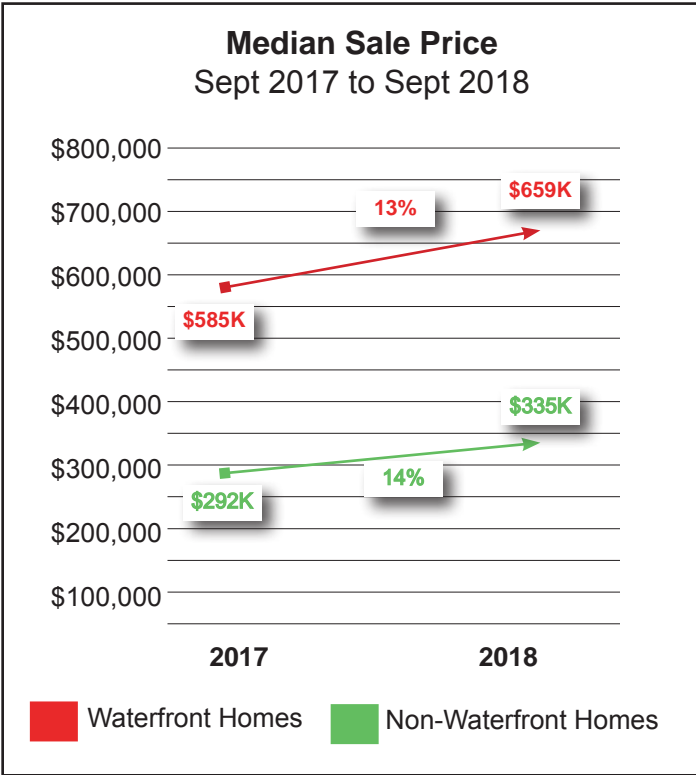 Median Sale Price
Sept 2017 to Sept 2018
$800,000
$659K
13%
$700,000
$600,000
$585K
$500,000
$400,000
$335K
$300,000
14%
$292K
$200,000
$100,000
2017 2018
Waterfront Homes Non-Waterfront Homes